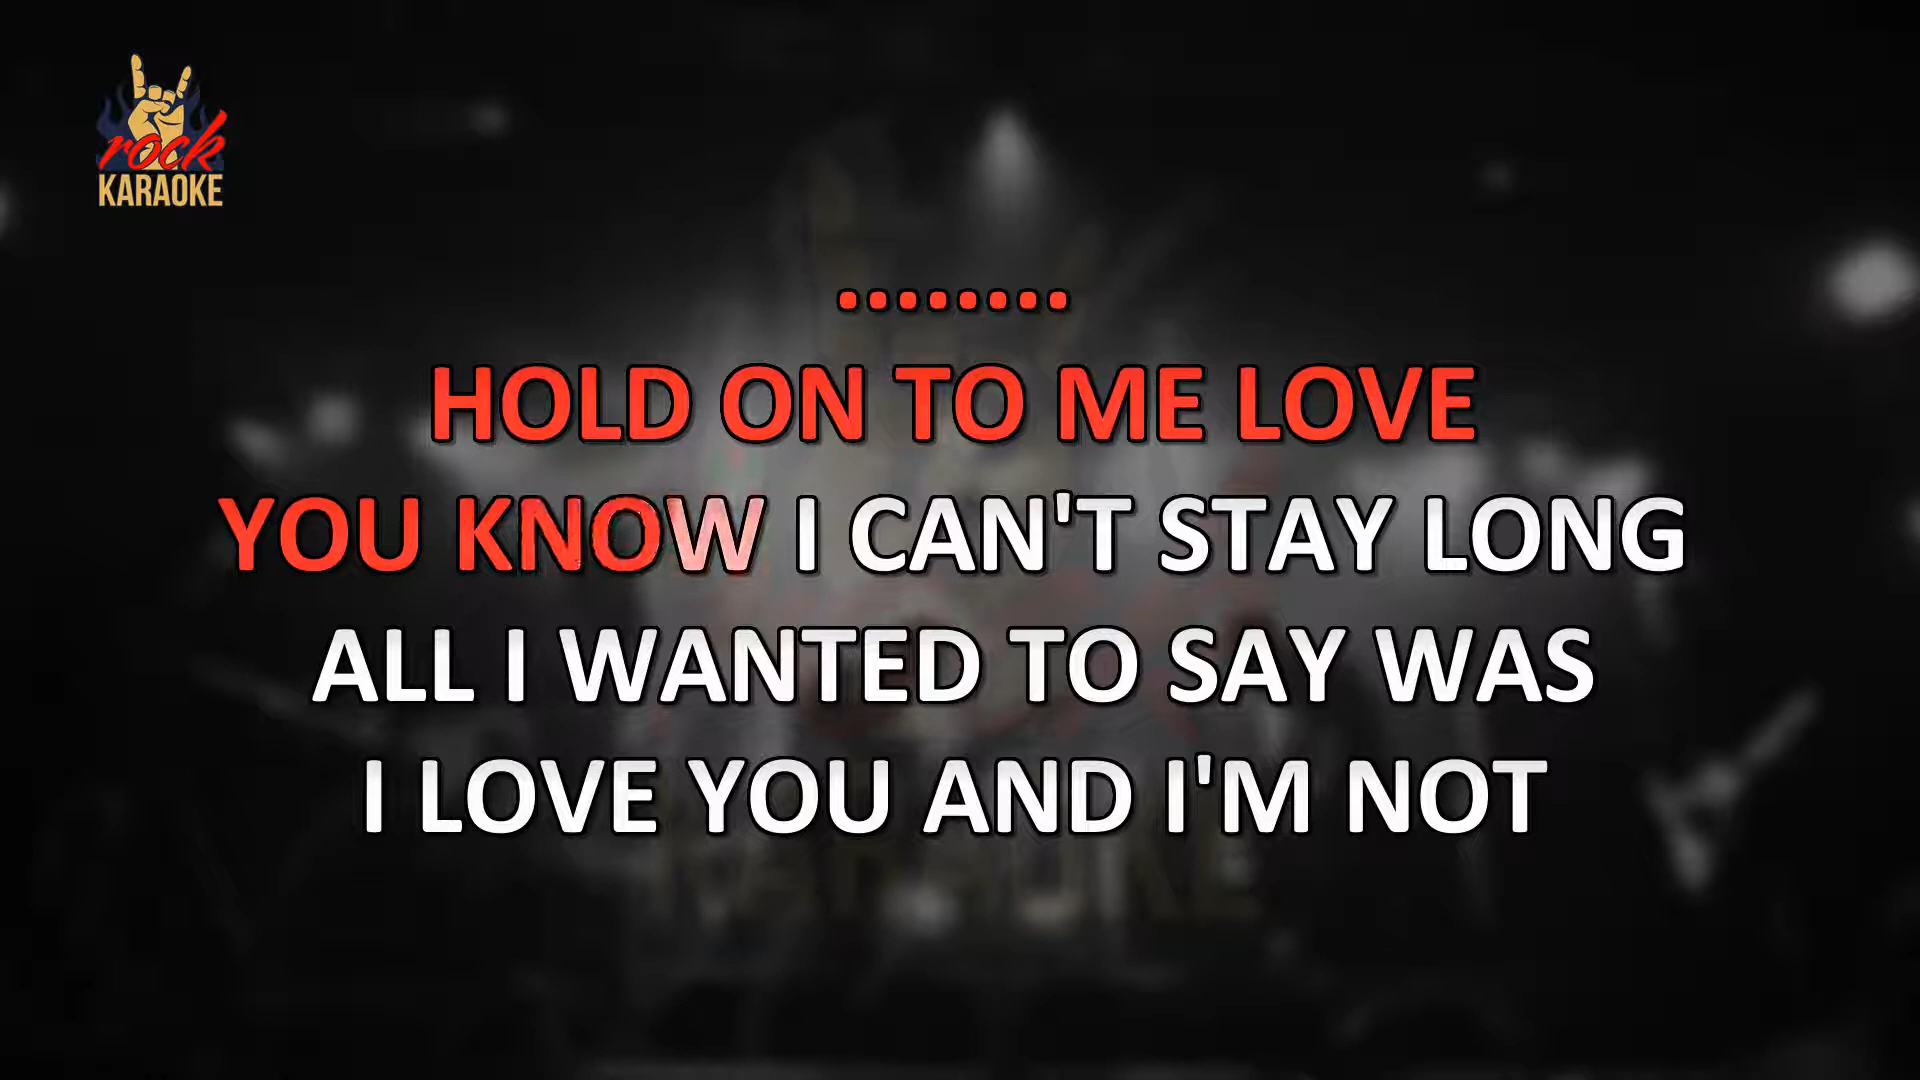 rock
KARAOKE
........
HOLD ON TO ME LOVE
YOU KNOW I CAN'T STAY LONG
ALL I WANTED TO SAY WAS
I LOVE YOU AND I'M NOT